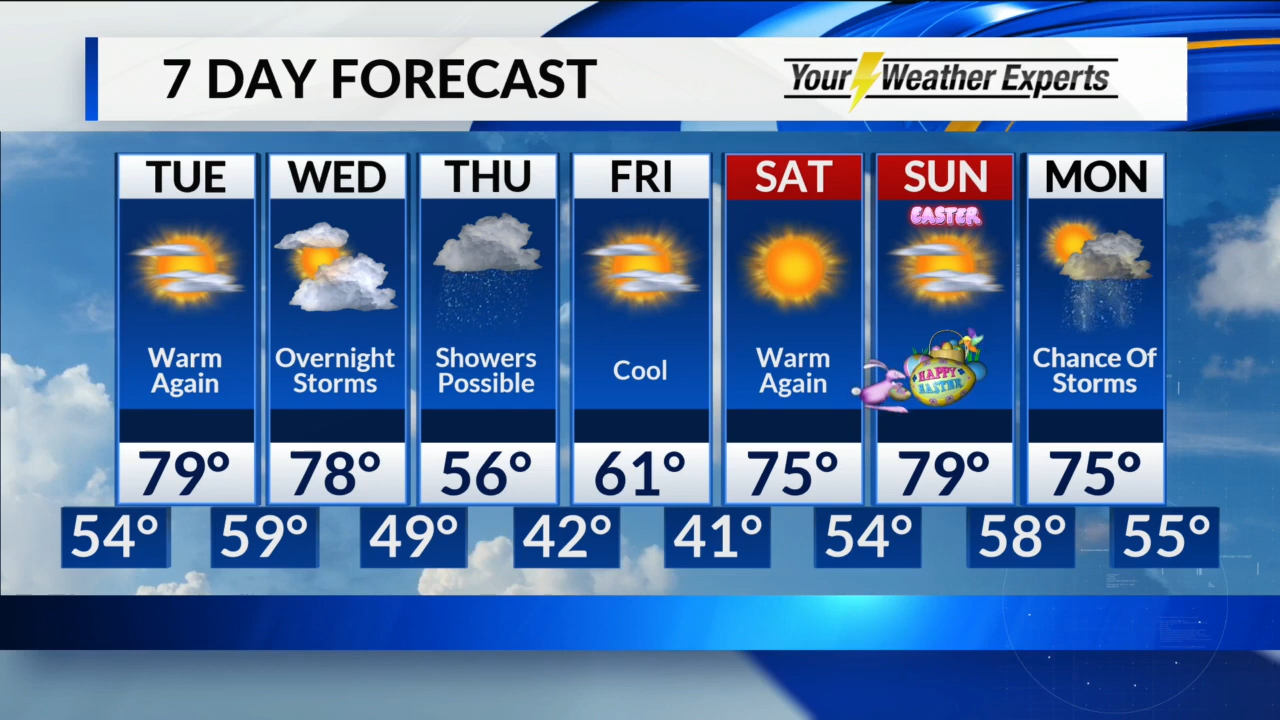 7 DAY FORECAST
Your Weather Experts
TUE WED THU FRI SAT SUN MON
EASTER
Warm Again
Overnight Storms
Showers Possible
Cool
Warm Again
HAPPY EASTER
Chance Of Storms
79° 78° 56° 61° 75° 79° 75°
54° 59° 49° 42° 41° 54° 58° 55°